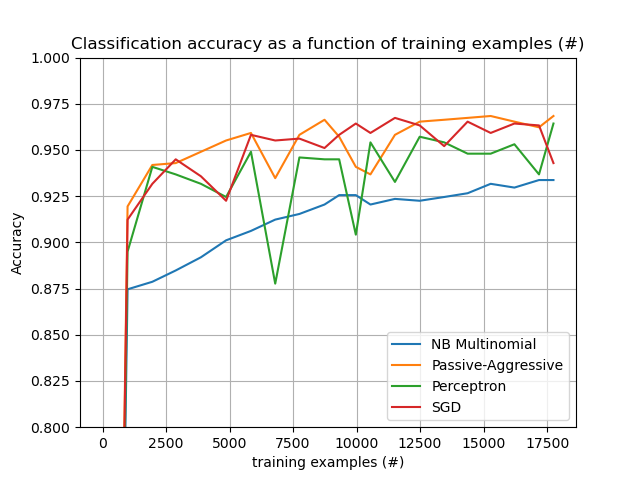 Classification accuracy as a function of training examples (#)
1.000
0.975
0.950
0.925
0.900
0.875
0.850
0.825
0.800
Accuracy
NB Multinomial
Passive-Aggressive
Perceptron
SGD
0 2500 5000 7500 10000 12500 15000 17500
training examples (#)